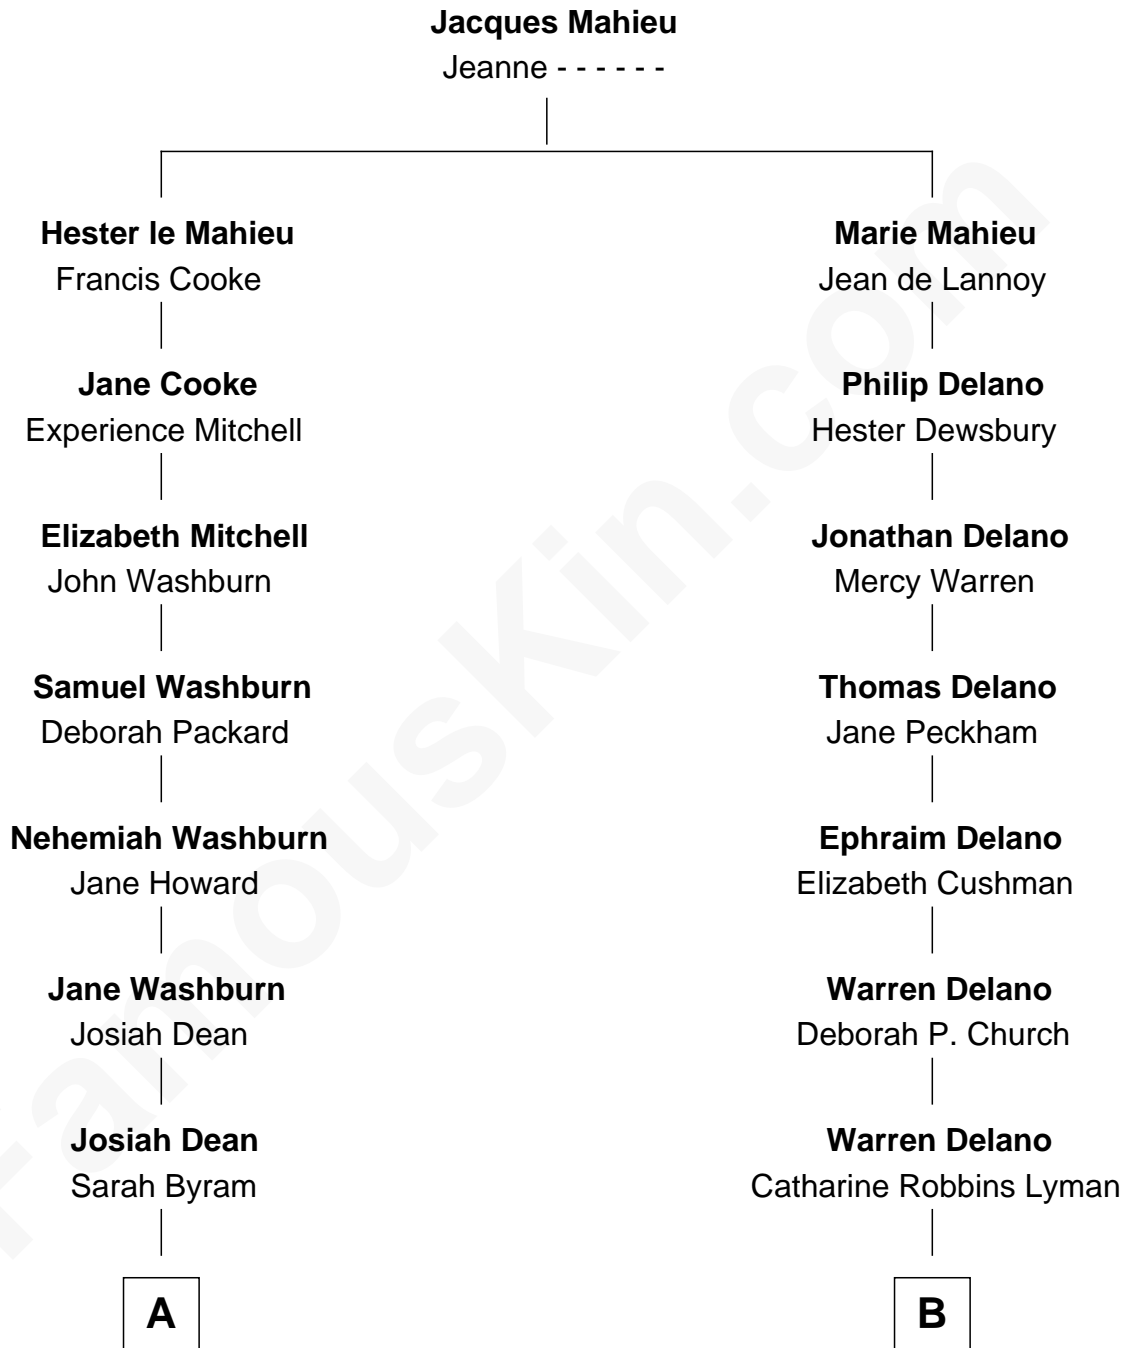 Jacques Mahieu
Jeanne - - - - - -
Hester le Mahieu
Francis Cooke
Marie Mahieu
Jean de Lannoy
Jane Cooke
Experience Mitchell
Philip Delano
Hester Dewsbury
Elizabeth Mitchell
John Washburn
Jonathan Delano
Mercy Warren
Samuel Washburn
Deborah Packard
Thomas Delano
Jane Peckham
Nehemiah Washburn
Jane Howard
Ephraim Delano
Elizabeth Cushman
Jane Washburn
Josiah Dean
Warren Delano
Deborah P. Church
Josiah Dean
Sarah Byram
Warren Delano
Catharine Robbins Lyman
A
B
FamousKin.com